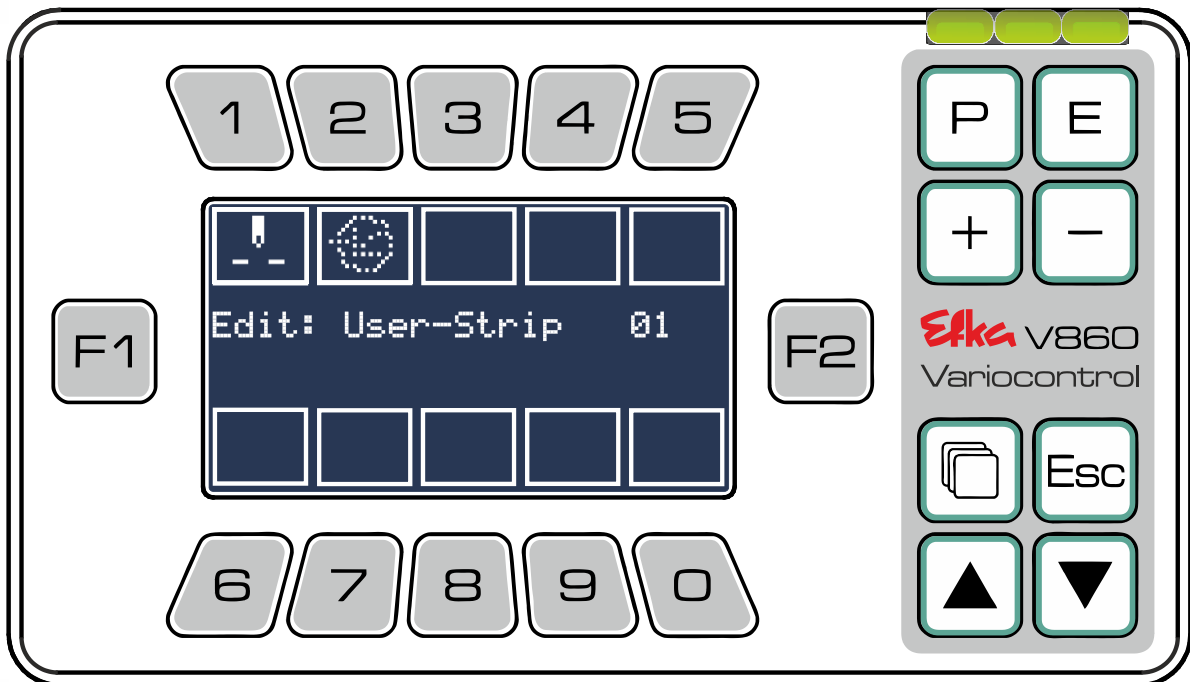 1 2 3 4 5
P E
+ −
Edit: User-Strip 01
F1 F2
Efka V860
Variocontrol
Esc
6 7 8 9 0